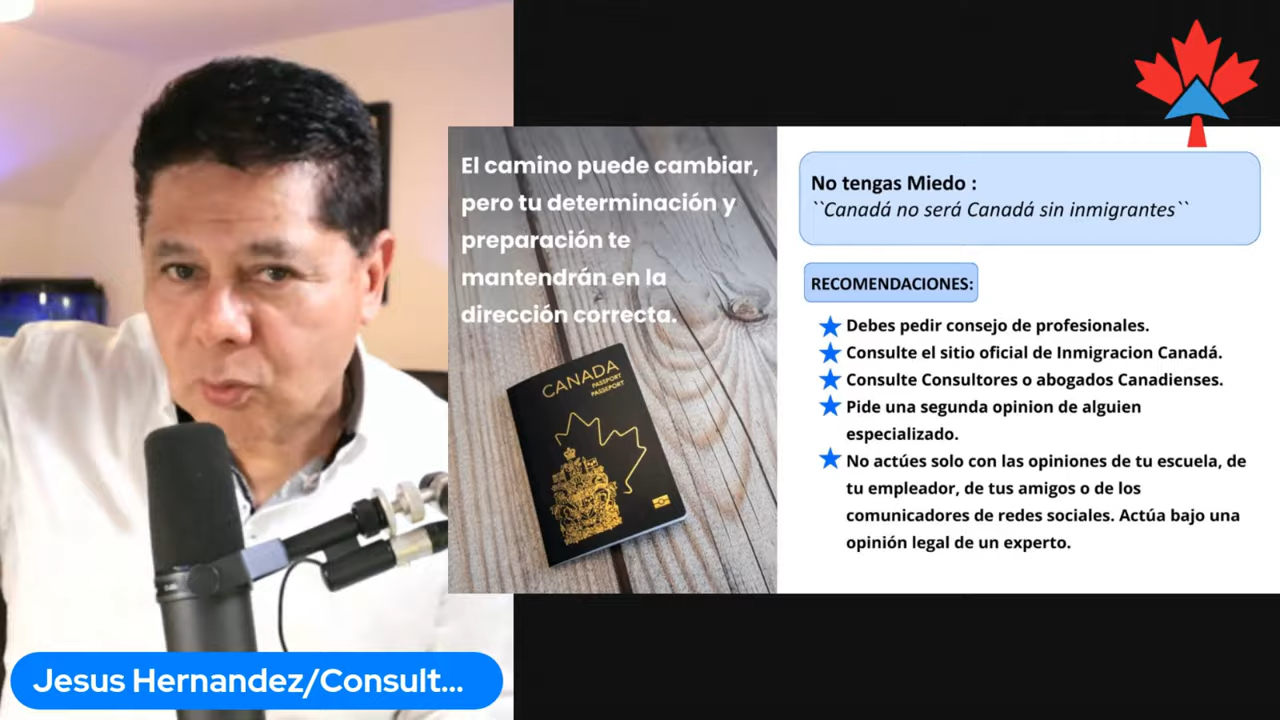 El camino puede cambiar,
pero tu determinación y
preparación te
mantendrán en la
dirección correcta.
CANADA
PASSPORT
PASSEPORT
No tengas Miedo :
``Canadá no será Canadá sin inmigrantes``
RECOMENDACIONES:
Debes pedir consejo de profesionales.
Consulte el sitio oficial de Inmigracion Canadá.
Consulte Consultores o abogados Canadienses.
Pide una segunda opinion de alguien
especializado.
No actúes solo con las opiniones de tu escuela, de
tu empleador, de tus amigos o de los
comunicadores de redes sociales. Actúa bajo una
opinión legal de un experto.
Jesus Hernandez/Consult...